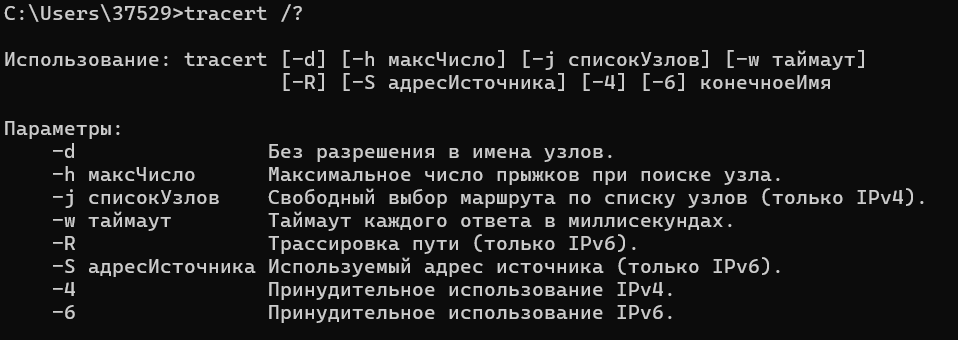 C:\Users\37529>tracert /?
Использование: tracert [-d] [-h максЧисло] [-j списокУзлов] [-w таймаут]
[-R] [-S адресИсточника] [-4] [-6] конечноеИмя
Параметры:
-d Без разрешения в имена узлов.
-h максЧисло Максимальное число прыжков при поиске узла.
-j списокУзлов Свободный выбор маршрута по списку узлов (только IPv4).
-w таймаут Таймаут каждого ответа в миллисекундах.
-R Трассировка пути (только IPv6).
-S адресИсточника Используемый адрес источника (только IPv6).
-4 Принудительное использование IPv4.
-6 Принудительное использование IPv6.